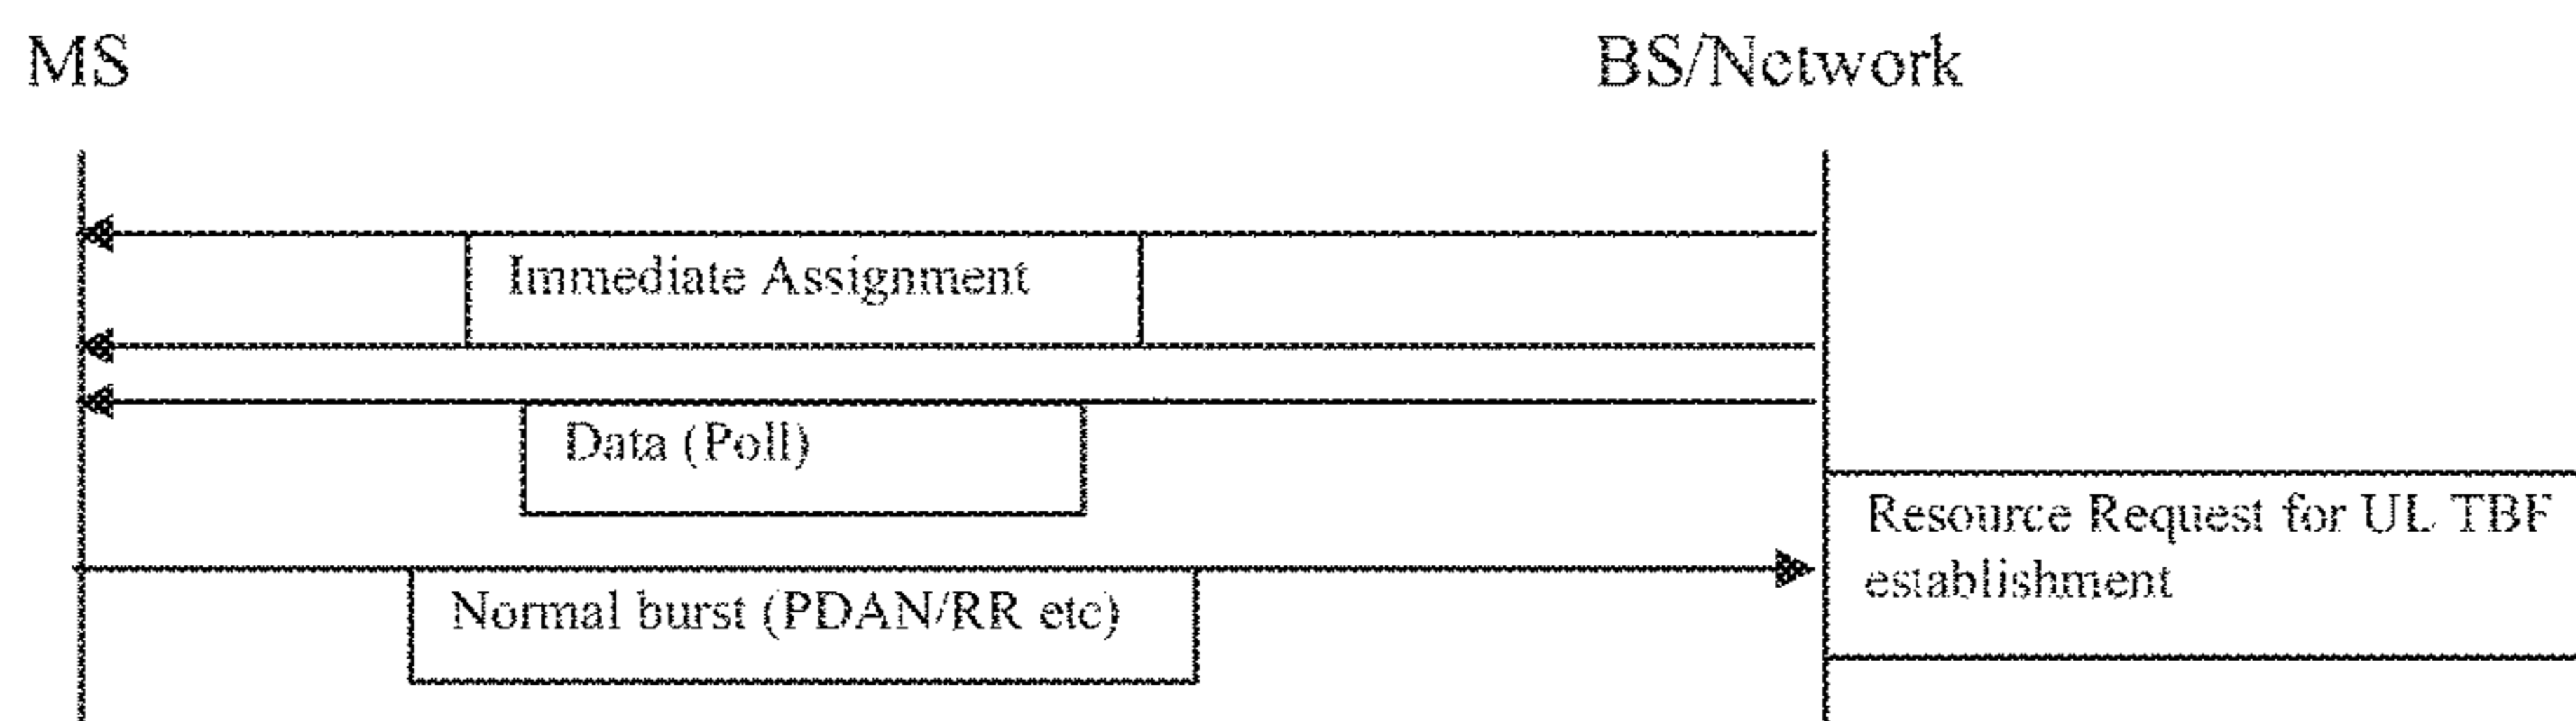 MS
BS/Network
Immediate Assignment
Data (Poll)
Resource Request for UL TBF
establishment
Normal burst (PDAN/RR etc)